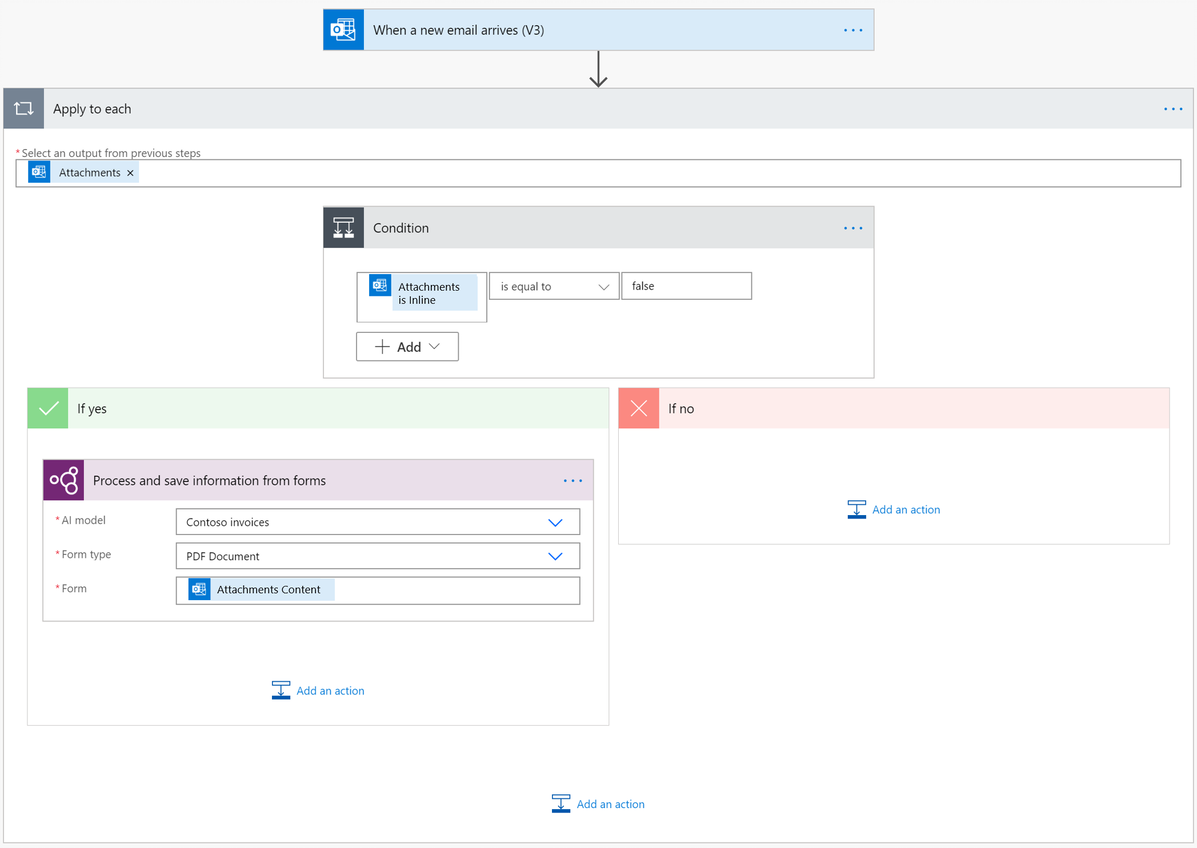 When a new email arrives (V3)
Apply to each
* Select an output from previous steps
Attachments ×
Condition
Attachments
is Inline
is equal to
false
Add
If yes
If no
Process and save information from forms
Add an action
* AI model
Contoso invoices
* Form type
PDF Document
* Form
Attachments Content
Add an action
Add an action